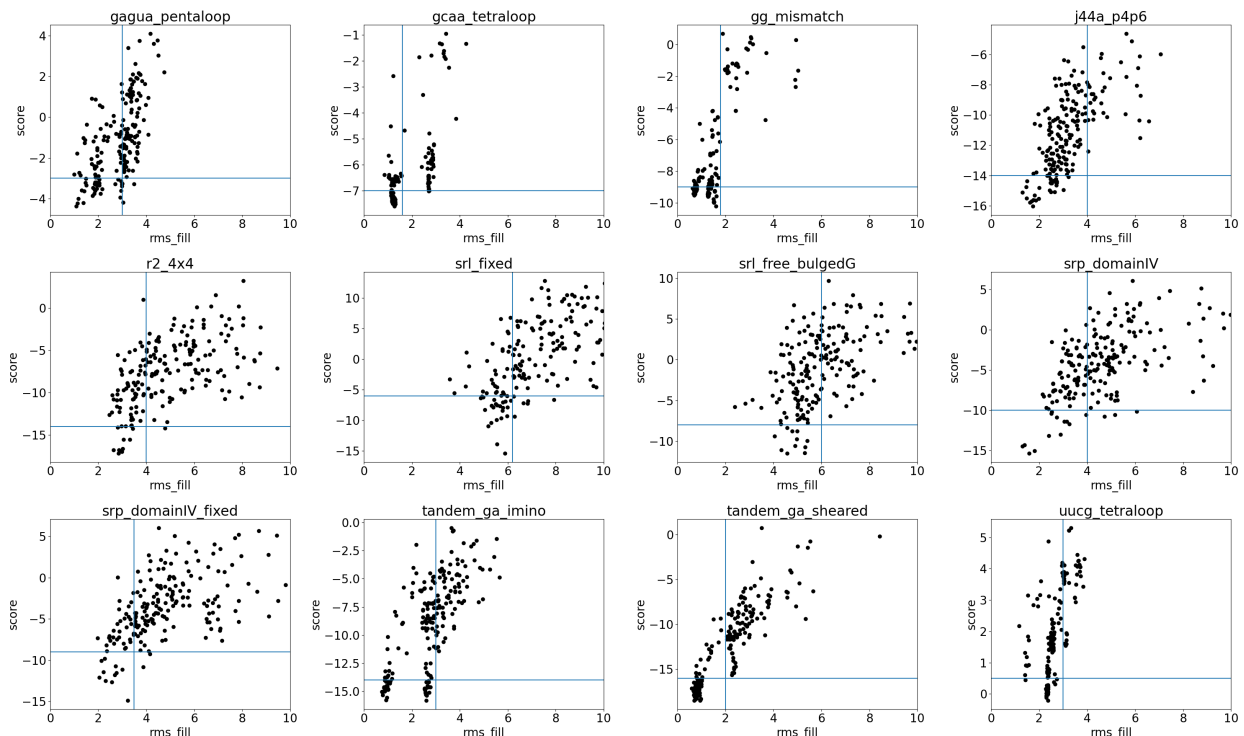 gagua_pentaloop
gcaa_tetraloop
gg_mismatch
j44a_p4p6
4
2
0
−2
−4
score
0 2 4 6 8 10
rms_fill
−1
−2
−3
−4
−5
−6
−7
score
0 2 4 6 8 10
rms_fill
0
−2
−4
−6
−8
−10
score
0 2 4 6 8 10
rms_fill
−6
−8
−10
−12
−14
−16
score
0 2 4 6 8 10
rms_fill
r2_4x4
srl_fixed
srl_free_bulgedG
srp_domainIV
0
−5
−10
−15
score
0 2 4 6 8 10
rms_fill
10
5
0
−5
−10
−15
score
0 2 4 6 8 10
rms_fill
10
5
0
−5
−10
score
0 2 4 6 8 10
rms_fill
5
0
−5
−10
−15
score
0 2 4 6 8 10
rms_fill
srp_domainIV_fixed
tandem_ga_imino
tandem_ga_sheared
uucg_tetraloop
5
0
−5
−10
−15
score
0 2 4 6 8 10
rms_fill
0.0
−2.5
−5.0
−7.5
−10.0
−12.5
−15.0
score
0 2 4 6 8 10
rms_fill
0
−5
−10
−15
score
0 2 4 6 8 10
rms_fill
5
4
3
2
1
0
score
0 2 4 6 8 10
rms_fill